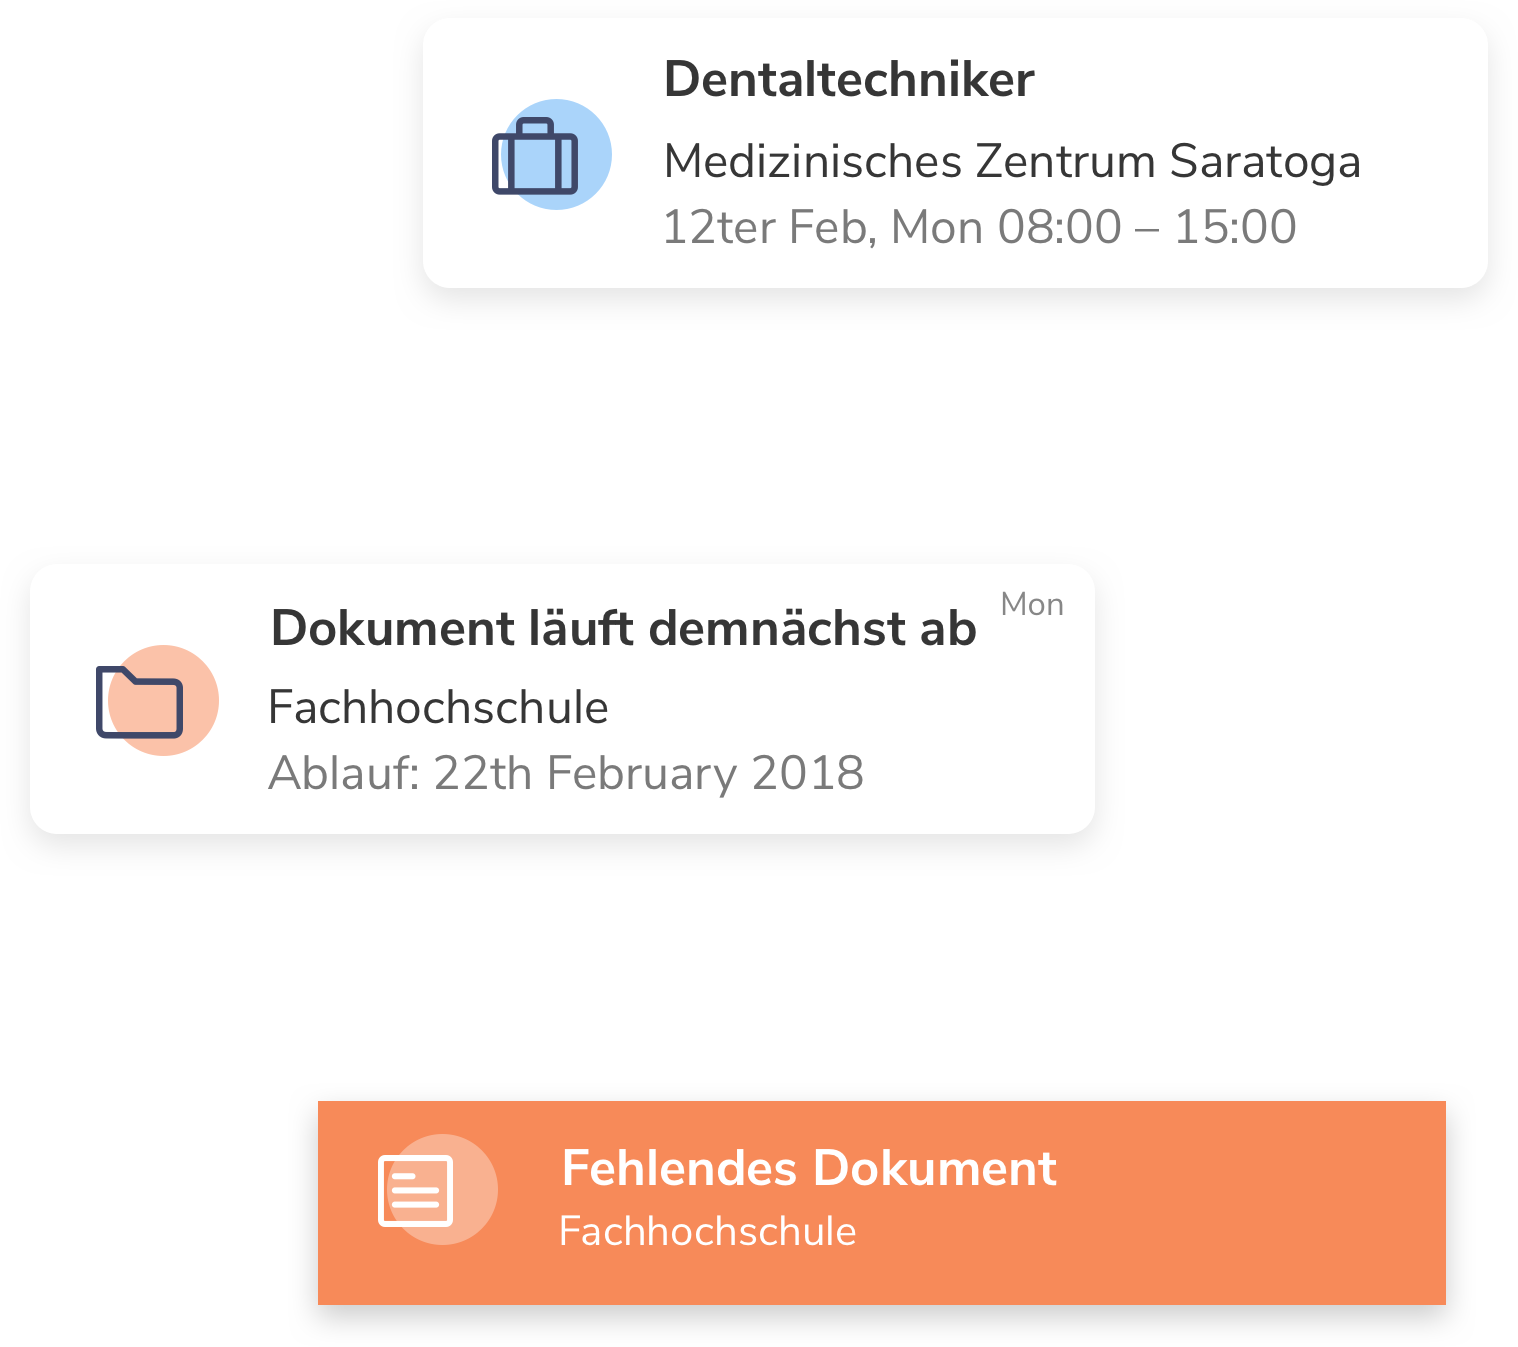 Dentaltechniker
Medizinisches Zentrum Saratoga
12ter Feb, Mon 08:00 – 15:00
Dokument läuft demnächst ab
Mon
Fachhochschule
Ablauf: 22th February 2018
Fehlendes Dokument
Fachhochschule